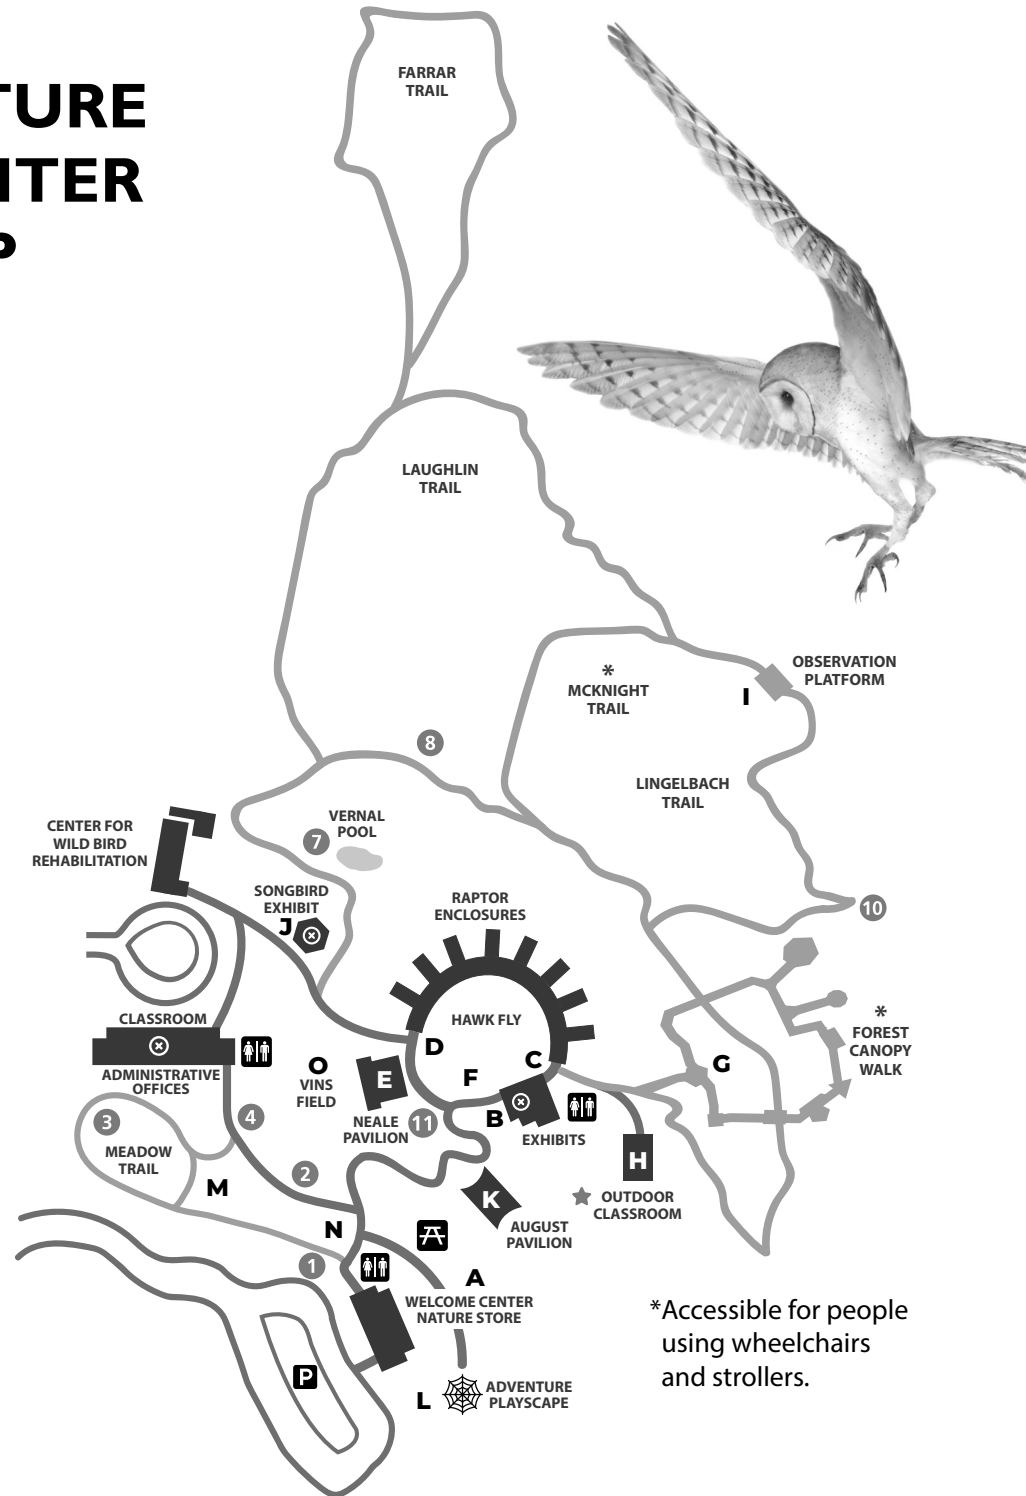 TURE
NTER
P
FARRAR
TRAIL
LAUGHLIN
TRAIL
*
MCKNIGHT
TRAIL
OBSERVATION
PLATFORM
I
8
LINGELBACH
TRAIL
VERNAL
POOL
7
CENTER FOR
WILD BIRD
REHABILITATION
SONGBIRD
EXHIBIT
J
RAPTOR
ENCLOSURES
10
CLASSROOM
HAWK FLY
*
FOREST
CANOPY
WALK
D
C
G
O
VINS
FIELD
E
F
ADMINISTRATIVE
OFFICES
B
NEALE
PAVILION
11
EXHIBITS
3
4
MEADOW
TRAIL
H
2
M
K
OUTDOOR
CLASSROOM
N
AUGUST
PAVILION
1
A
WELCOME CENTER
NATURE STORE
*Accessible for people
using wheelchairs
and strollers.
P
L
ADVENTURE
PLAYSCAPE